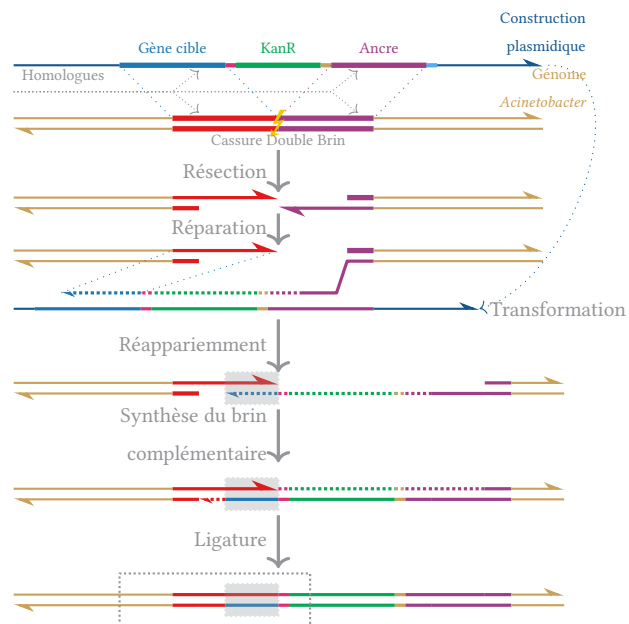 Construction
plasmidique
Gène cible KanR Ancre
Homologues
Génome
Acinetobacter
Cassure Double Brin
Résection
Réparation
Transformation
Réappariemment
Synthèse du brin
complémentaire
Ligature